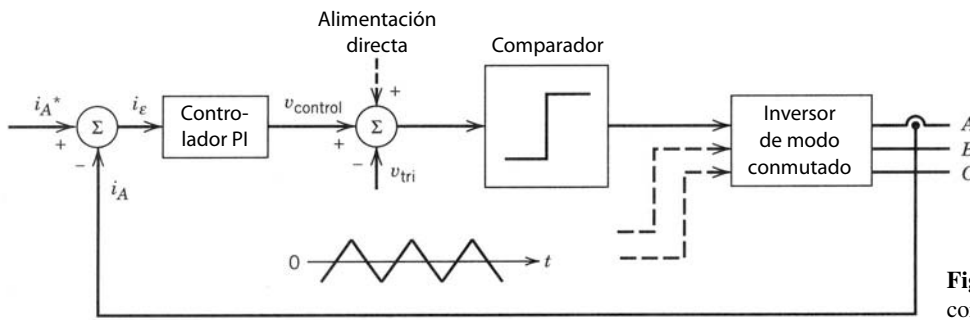 Alimentación
directa
Comparador
i_A*
i_ε
Contro-
lador PI
v_control
+
Σ
+
−
i_A
Σ
+
−
v_tri
Inversor
de modo
conmutado
A
B
C
0
t
Fig
co